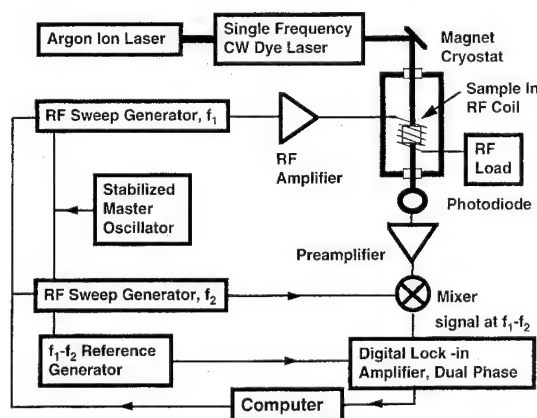 Argon Ion Laser
Single Frequency
CW Dye Laser
Magnet
Cryostat
Sample In
RF Coil
RF Sweep Generator, f₁
RF
Amplifier
RF
Load
Stabilized
Master
Oscillator
Photodiode
Preamplifier
RF Sweep Generator, f₂
Mixer
signal at f₁-f₂
f₁-f₂ Reference
Generator
Digital Lock -in
Amplifier, Dual Phase
Computer